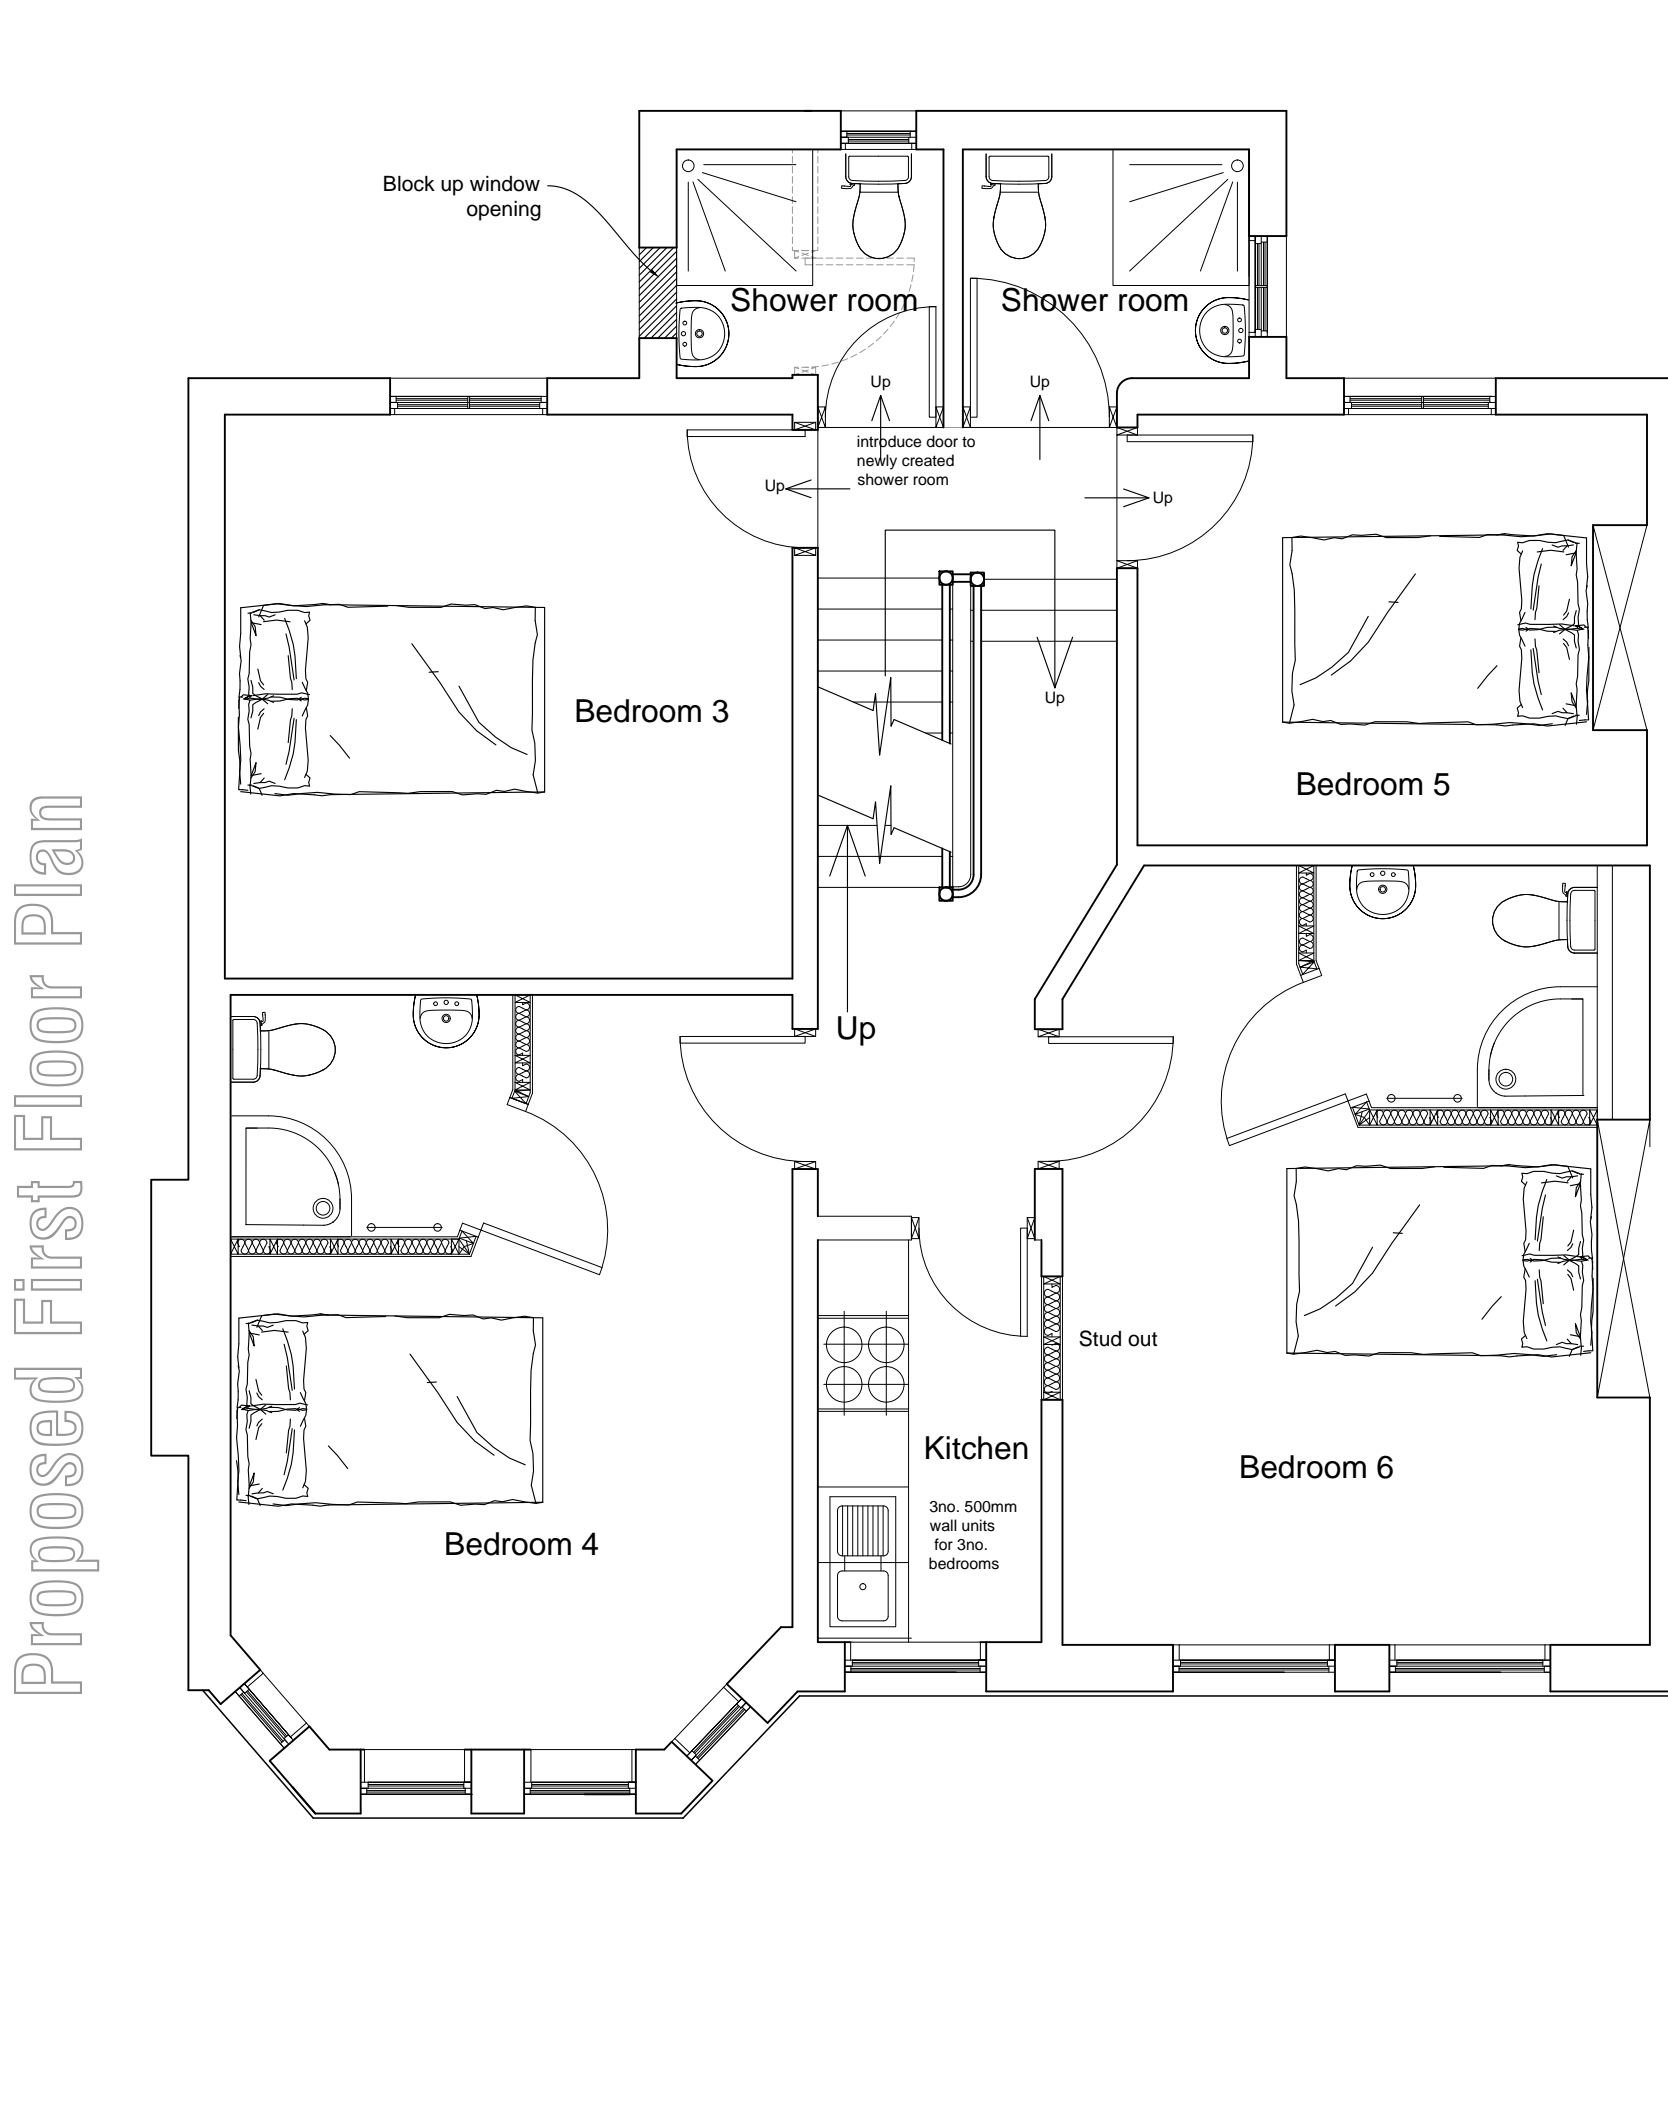 Block up window
opening
Shower room
Shower room
Up
Up
introduce door to
newly created
shower room
Up
Up
Up
Bedroom 3
Bedroom 5
Up
Stud out
Kitchen
3no. 500mm
wall units
for 3no.
bedrooms
Bedroom 6
Bedroom 4
Proposed First Floor Plan